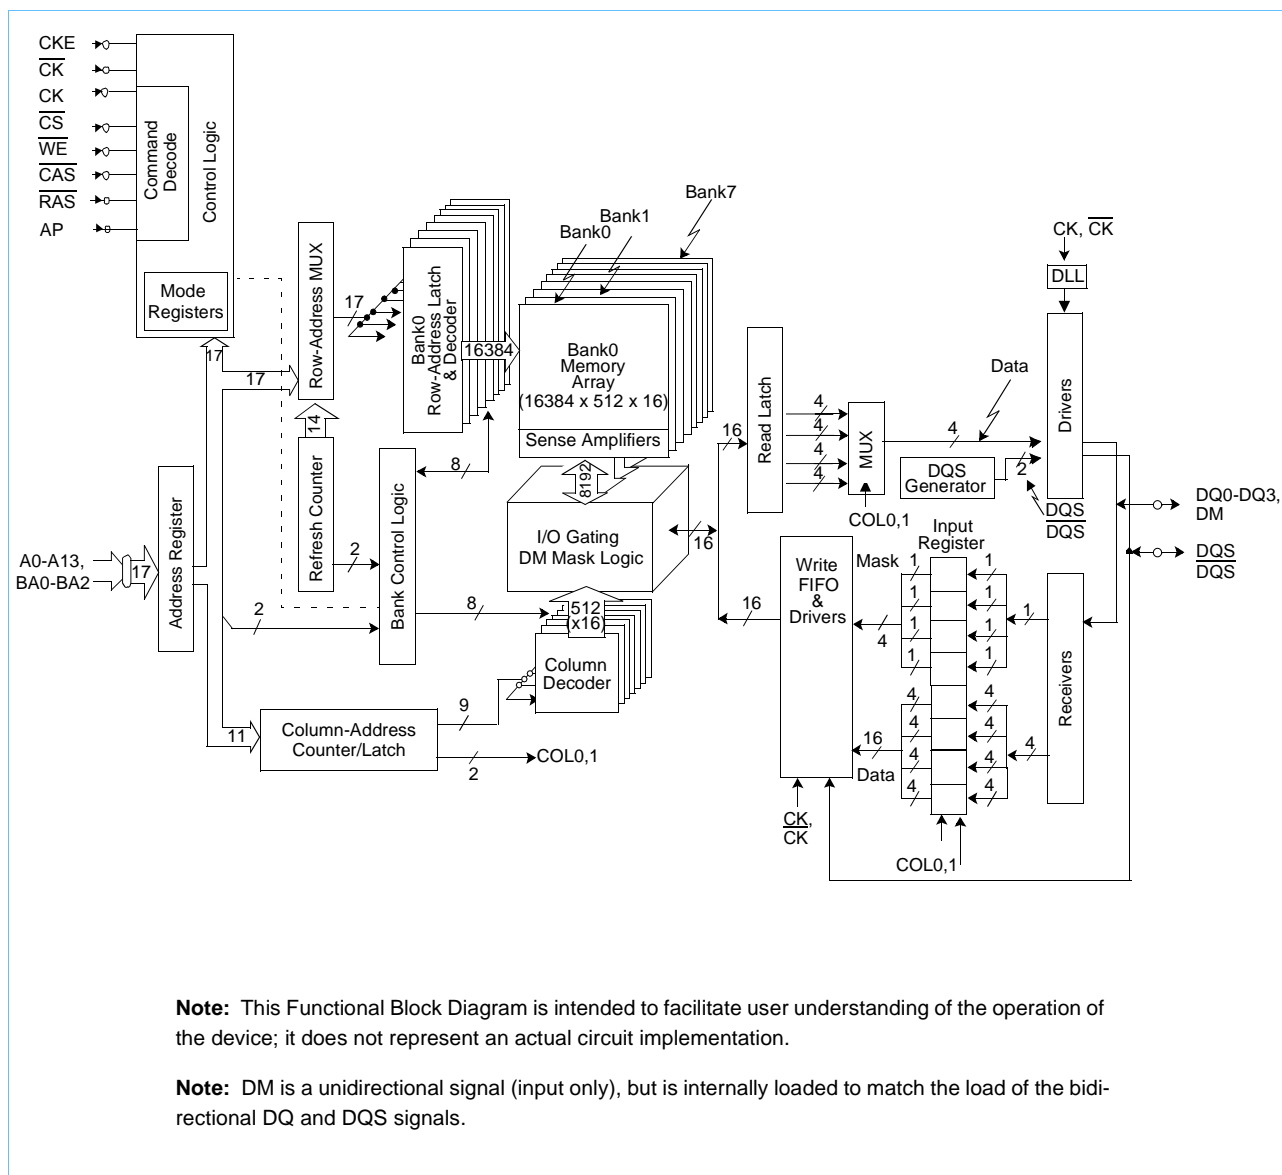 CKE
CK
CK
CS
WE
CAS
RAS
AP
Command
Decode
Control Logic
Mode
Registers
17
17
Row-Address MUX
17
14
Refresh Counter
Bank0
Row-Address Latch
& Decoder
16384
Bank7
Bank1
Bank0
Bank0
Memory
Array
(16384 x 512 x 16)
Sense Amplifiers
8192
I/O Gating
DM Mask Logic
16
16
16
8
2
2
8
Bank Control Logic
512
(x16)
Column
Decoder
9
2
COL0,1
A0-A13,
BA0-BA2
17
Address Register
11
Column-Address
Counter/Latch
Read Latch
4
4
4
4
MUX
COL0,1
4
Data
DQS
Generator
2
DQS
DQS
CK, CK
DLL
Drivers
DQ0-DQ3,
DM
DQS
DQS
Write
FIFO
&
Drivers
Mask
Input
Register
1
1
1
1
4
1
1
1
1
1
4
4
4
4
16
Data
4
4
4
4
4
Receivers
CK,
CK
COL0,1
Note: This Functional Block Diagram is intended to facilitate user understanding of the operation of
the device; it does not represent an actual circuit implementation.
Note: DM is a unidirectional signal (input only), but is internally loaded to match the load of the bidi-
rectional DQ and DQS signals.